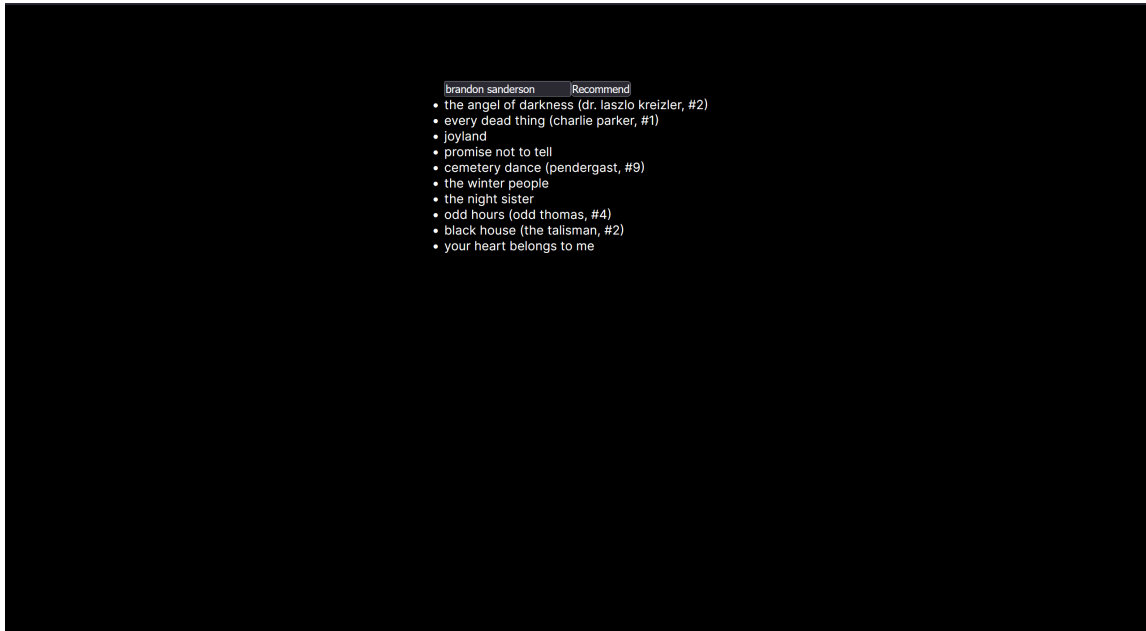 brandon sanderson Recommend
the angel of darkness (dr. laszlo kreizler, #2)
every dead thing (charlie parker, #1)
joyland
promise not to tell
cemetery dance (pendergast, #9)
the winter people
the night sister
odd hours (odd thomas, #4)
black house (the talisman, #2)
your heart belongs to me